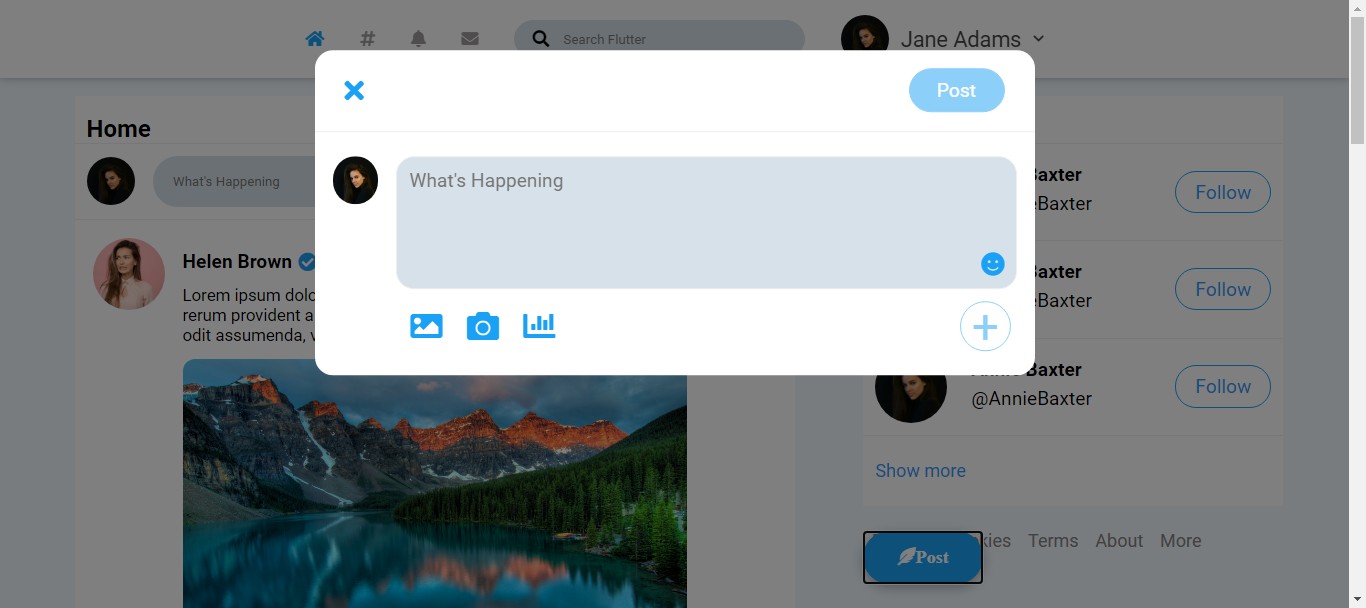 #
Search Flutter
Jane Adams
Post
Home
What's Happening
What's Happening
Helen Brown
Lorem ipsum dolo
rerum provident a
odit assumenda, v
Baxter
eBaxter
Follow
Baxter
eBaxter
Follow
Baxter
@AnnieBaxter
Follow
Show more
kies Terms About More
Post